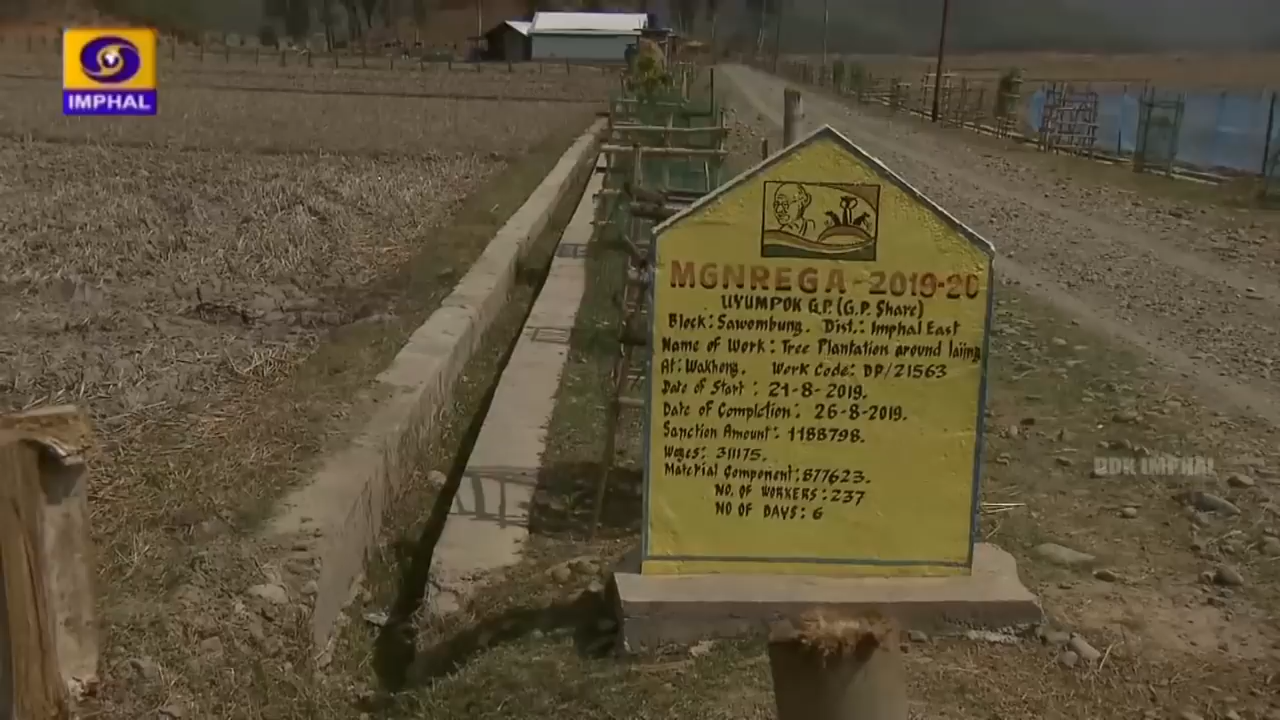 IMPHAL
MGNREGA - 2019-20
UYUMPOK G.P. (G.P. Share)
Block: Sawombung. Dist.: Imphal East
Name of Work: Tree Plantation around
At: Wakhong. Work Code: DP/21563
Date of Start: 21-8-2019.
Date of Completion: 26-8-2019.
Sanction Amount: 1188798.
Wages: 311175.
Material Component: 877623.
NO. OF WORKERS: 237
NO OF DAYS: 6
DDK IMPHAL